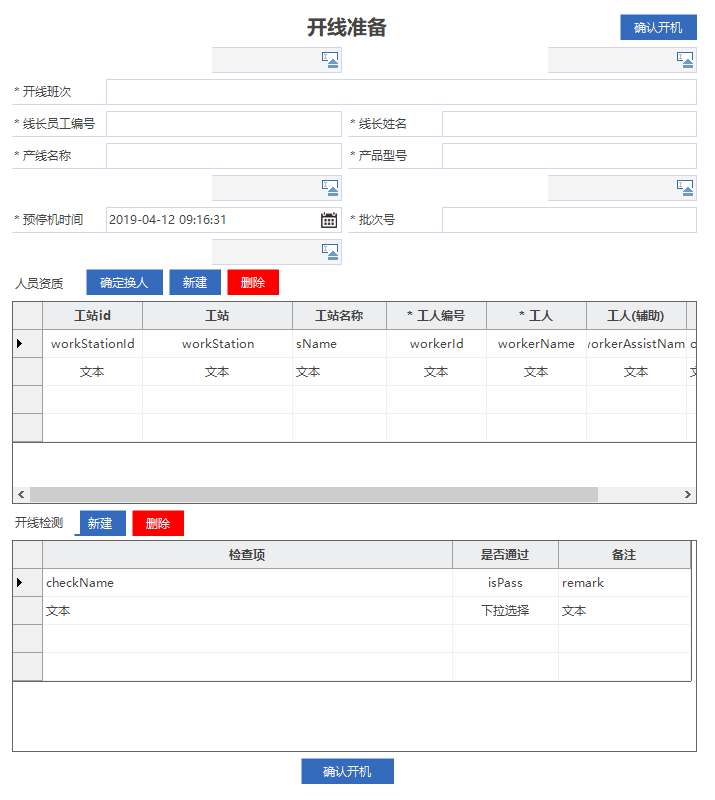 开线准备
确认开机
* 开线班次
* 线长员工编号 * 线长姓名
* 产线名称 * 产品型号
* 预停机时间 2019-04-12 09:16:31 * 批次号
人员资质 确定换人 新建 删除
工站id 工站 工站名称 * 工人编号 * 工人 工人(辅助)
workStationId workStation sName workerId workerName workerAssistNam
文本 文本 文本 文本 文本 文本
开线检测 新建 删除
检查项 是否通过 备注
checkName isPass remark
文本 下拉选择 文本
确认开机